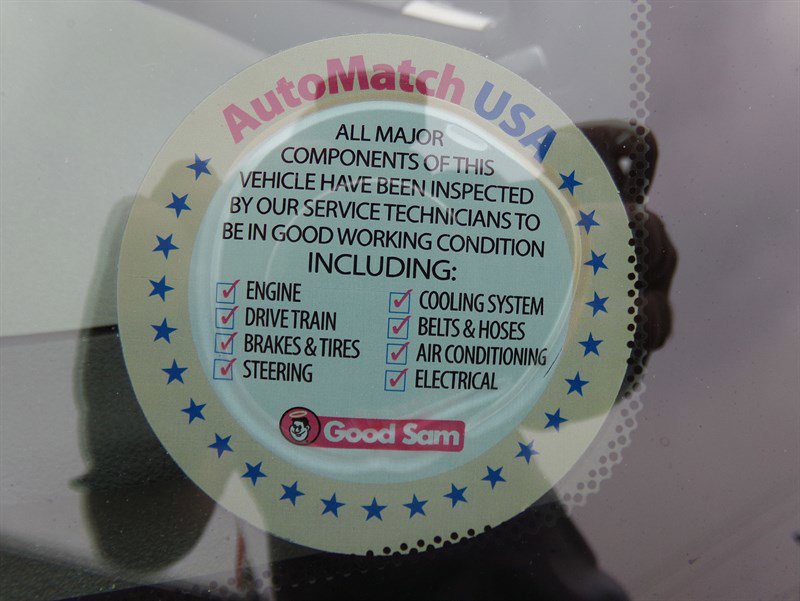 AutoMatch USA
ALL MAJOR
COMPONENTS OF THIS
VEHICLE HAVE BEEN INSPECTED
BY OUR SERVICE TECHNICIANS TO
BE IN GOOD WORKING CONDITION
INCLUDING:
ENGINE
DRIVE TRAIN
BRAKES & TIRES
STEERING
COOLING SYSTEM
BELTS & HOSES
AIR CONDITIONING
ELECTRICAL
Good Sam